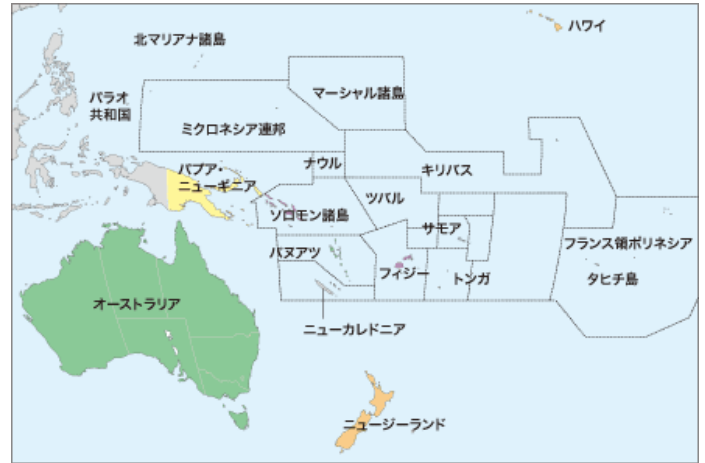 ハワイ
北マリアナ諸島
マーシャル諸島
パラオ
共和国
ミクロネシア連邦
ナウル
キリバス
パプア・
ニューギニア
ツバル
ソロモン諸島
サモア
フランス領ポリネシア
バヌアツ
フィジー
トンガ
タヒチ島
オーストラリア
ニューカレドニア
ニュージーランド